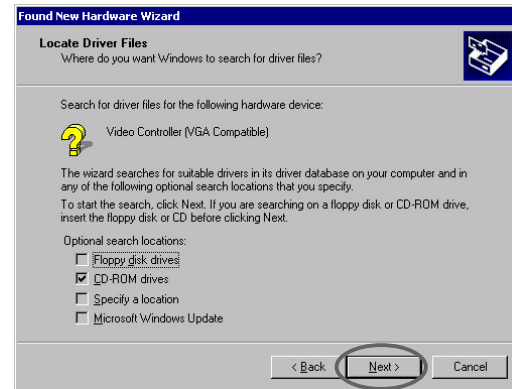 Found New Hardware Wizard
Locate Driver Files
Where do you want Windows to search for driver files?
Search for driver files for the following hardware device:
Video Controller (VGA Compatible)
The wizard searches for suitable drivers in its driver database on your computer and in
any of the following optional search locations that you specify.
To start the search, click Next. If you are searching on a floppy disk or CD-ROM drive,
insert the floppy disk or CD before clicking Next.
Optional search locations:
Floppy disk drives
CD-ROM drives
Specify a location
Microsoft Windows Update
< Back Next > Cancel